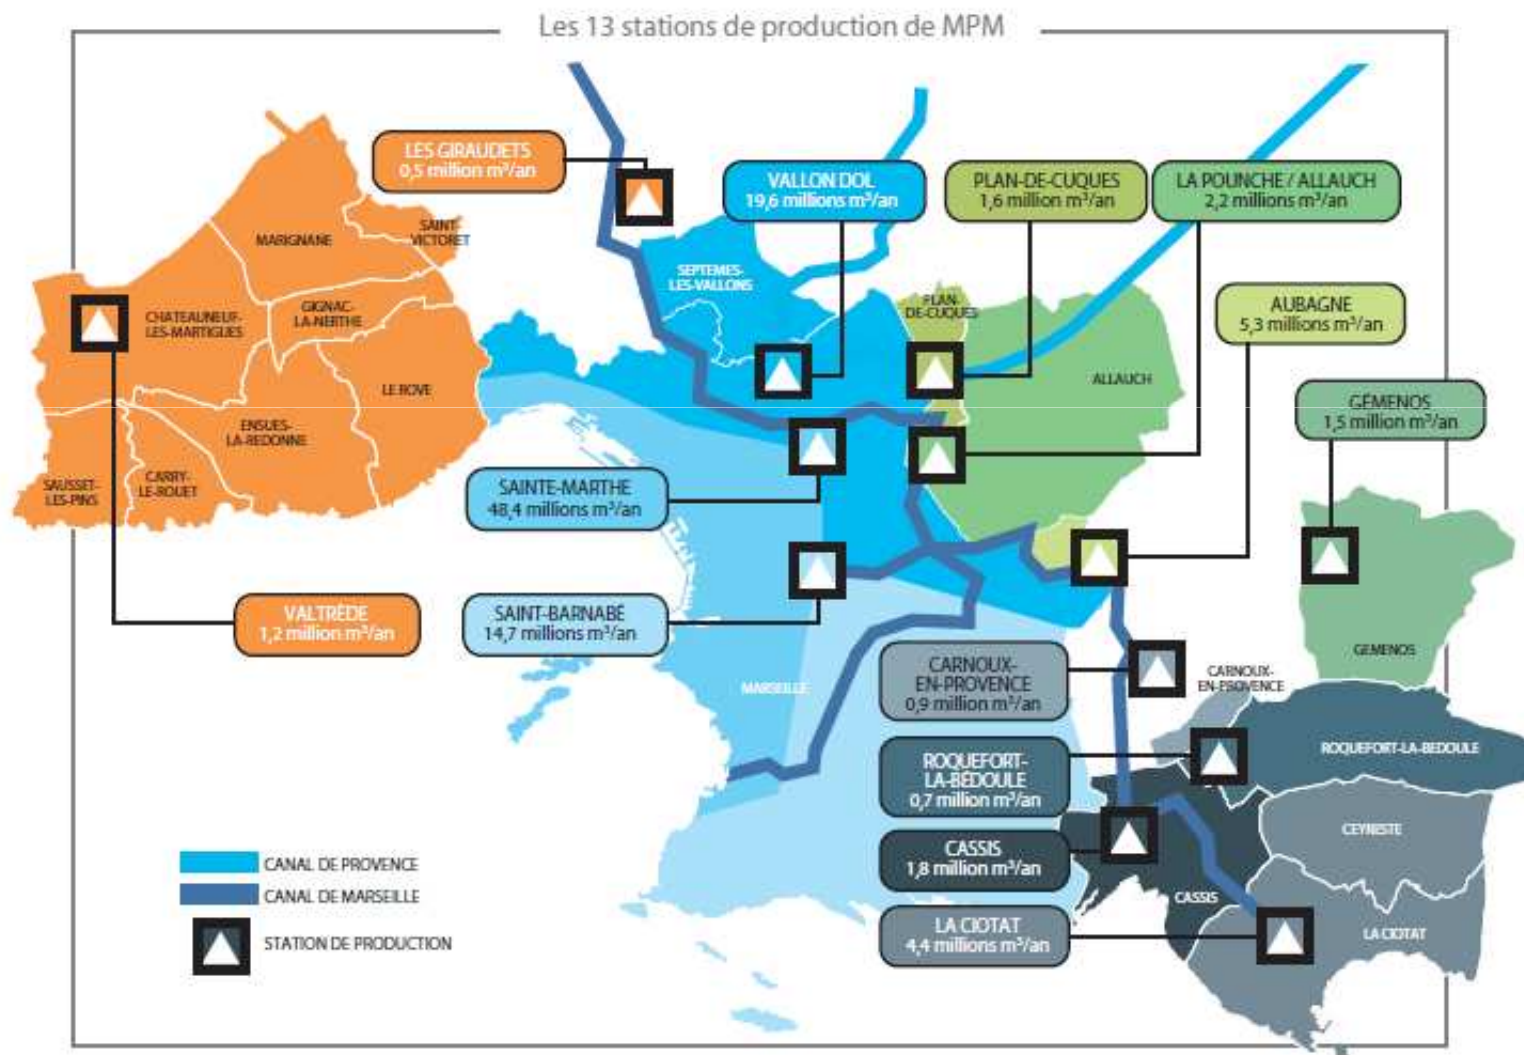 Les 13 stations de production de MPM
LES GIRAUDETS
0,5 million m³/an
VALLON DOL
19,6 millions m³/an
PLAN-DE-CUQUES
1,6 million m³/an
LA POUNCHE / ALLAUCH
2,2 millions m³/an
SAINT-
VICTORET
MARIGNANE
SEPTEMES-
LES-VALLONS
PLAN-
DE-CUQUES
AUBAGNE
5,3 millions m³/an
CHATEAUNEUF-
LES-MARTIGUES
GIGNAC-
LA-NERTHE
LE ROVE
ALLAUCH
GÉMENOS
1,5 million m³/an
ENSUES-
LA-REDONNE
SAUSSET-
LES-PINS
CARRY-
LE-ROUET
SAINTE-MARTHE
48,4 millions m³/an
VALTRÈDE
1,2 million m³/an
SAINT-BARNABÉ
14,7 millions m³/an
MARSEILLE
CARNOUX-
EN-PROVENCE
0,9 million m³/an
CARNOUX-
EN-PROVENCE
GEMENOS
ROQUEFORT-
LA-BÉDOULE
0,7 million m³/an
ROQUEFORT-LA-BEDOULE
CASSIS
1,8 million m³/an
CEYNESTE
CASSIS
LA CIOTAT
4,4 millions m³/an
LA CIOTAT
CANAL DE PROVENCE
CANAL DE MARSEILLE
STATION DE PRODUCTION